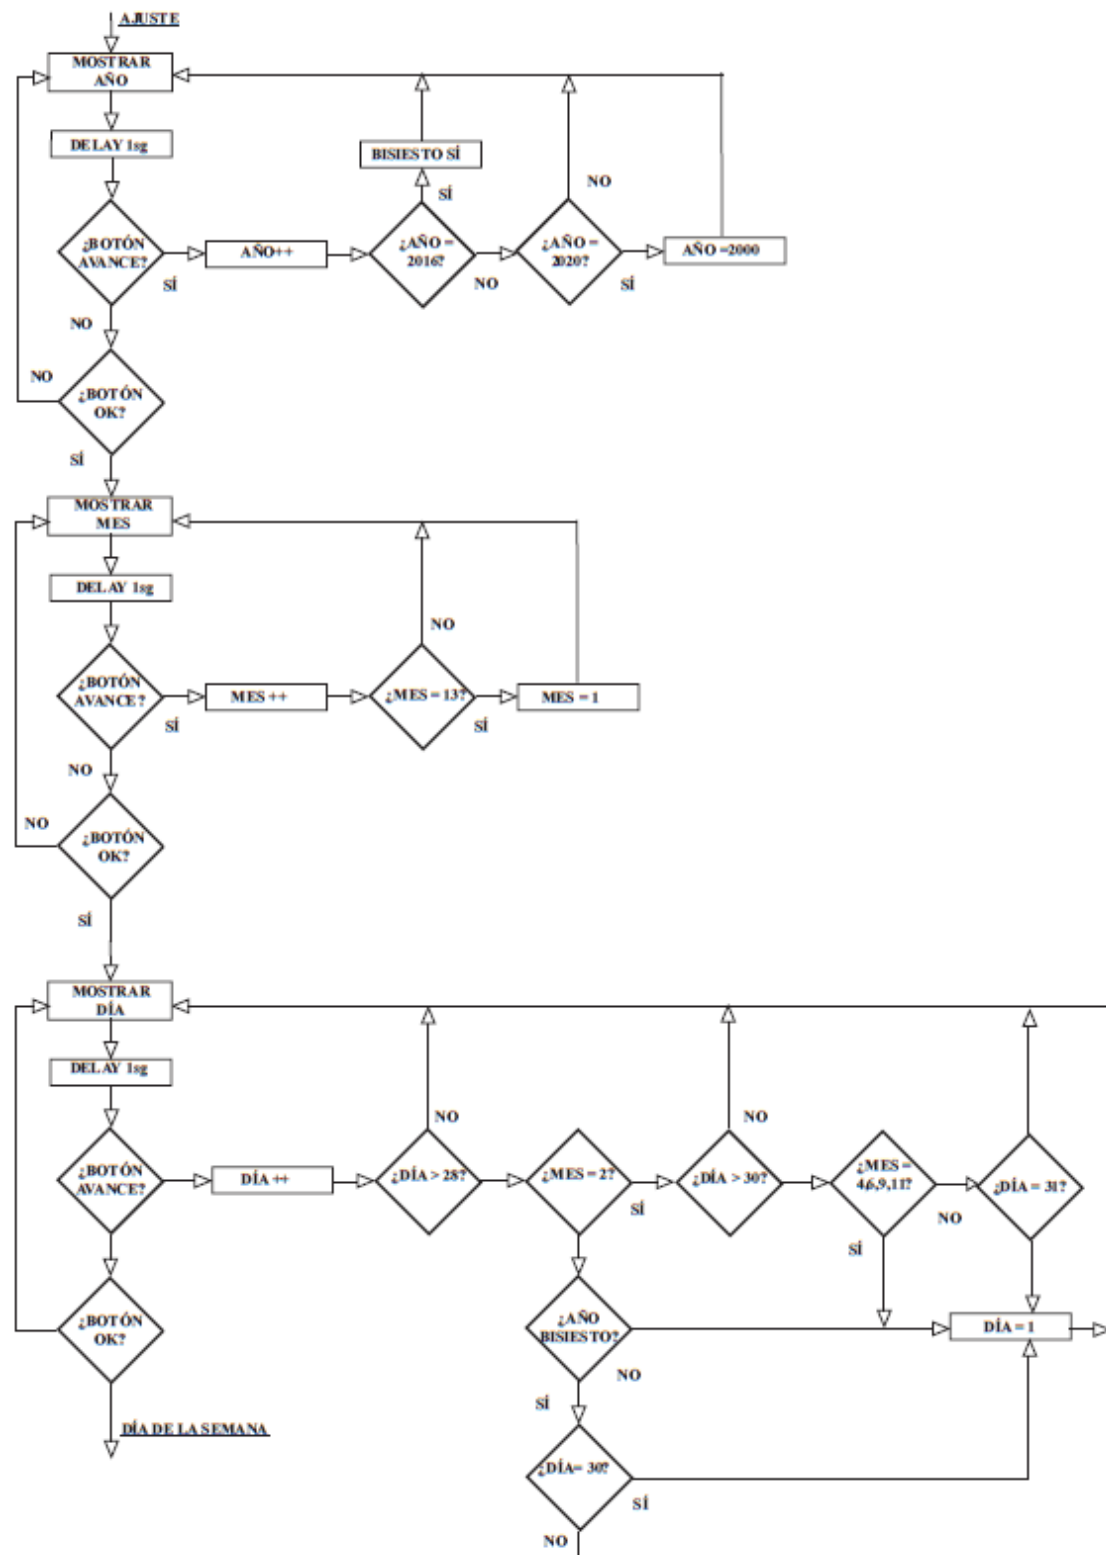 AJUSTE
MOSTRAR
AÑO
DELAY 1sg
BISIESTO SÍ
SÍ
NO
¿BOTÓN
AVANCE?
AÑO++
¿AÑO =
2016?
¿AÑO =
2020?
AÑO =2000
SÍ
NO
SÍ
NO
NO
¿BOTÓN
OK?
SÍ
MOSTRAR
MES
DELAY 1sg
NO
¿BOTÓN
AVANCE?
MES ++
¿MES = 13?
MES = 1
SÍ
SÍ
NO
NO
¿BOTÓN
OK?
SÍ
MOSTRAR
DÍA
DELAY 1sg
NO
NO
¿BOTÓN
AVANCE?
DÍA ++
¿DÍA > 28?
¿MES = 2?
¿DÍA > 30?
¿MES =
4,6,9,11?
¿DÍA = 31?
SÍ
NO
SÍ
¿BOTÓN
OK?
¿AÑO
BISIESTO?
DÍA = 1
NO
SÍ
DÍA DE LA SEMANA
¿DÍA= 30?
SÍ
NO